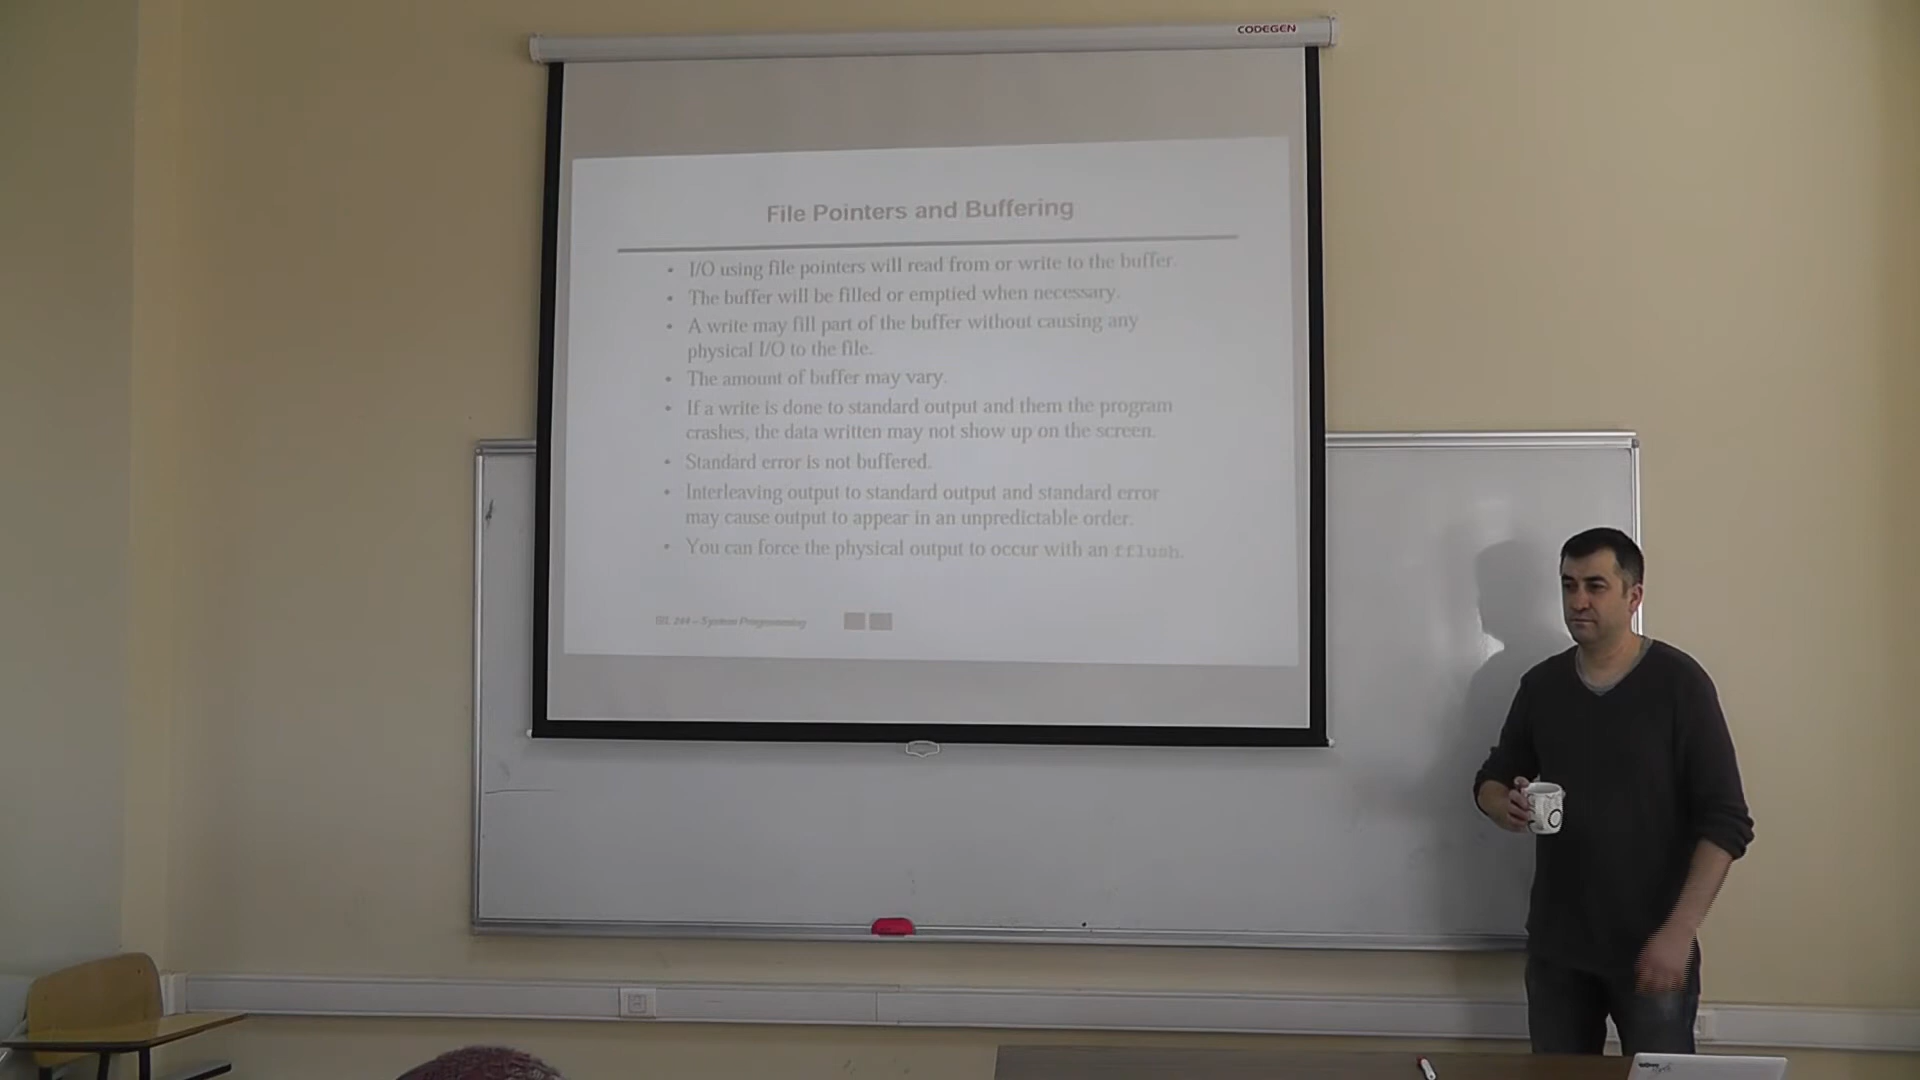 CODEGEN
File Pointers and Buffering
• I/O using file pointers will read from or write to the buffer.
• The buffer will be filled or emptied when necessary.
• A write may fill part of the buffer without causing any
physical I/O to the file.
• The amount of buffer may vary.
• If a write is done to standard output and them the program
crashes, the data written may not show up on the screen.
• Standard error is not buffered.
• Interleaving output to standard output and standard error
may cause output to appear in an unpredictable order.
• You can force the physical output to occur with an fflush.
244 – System Programming